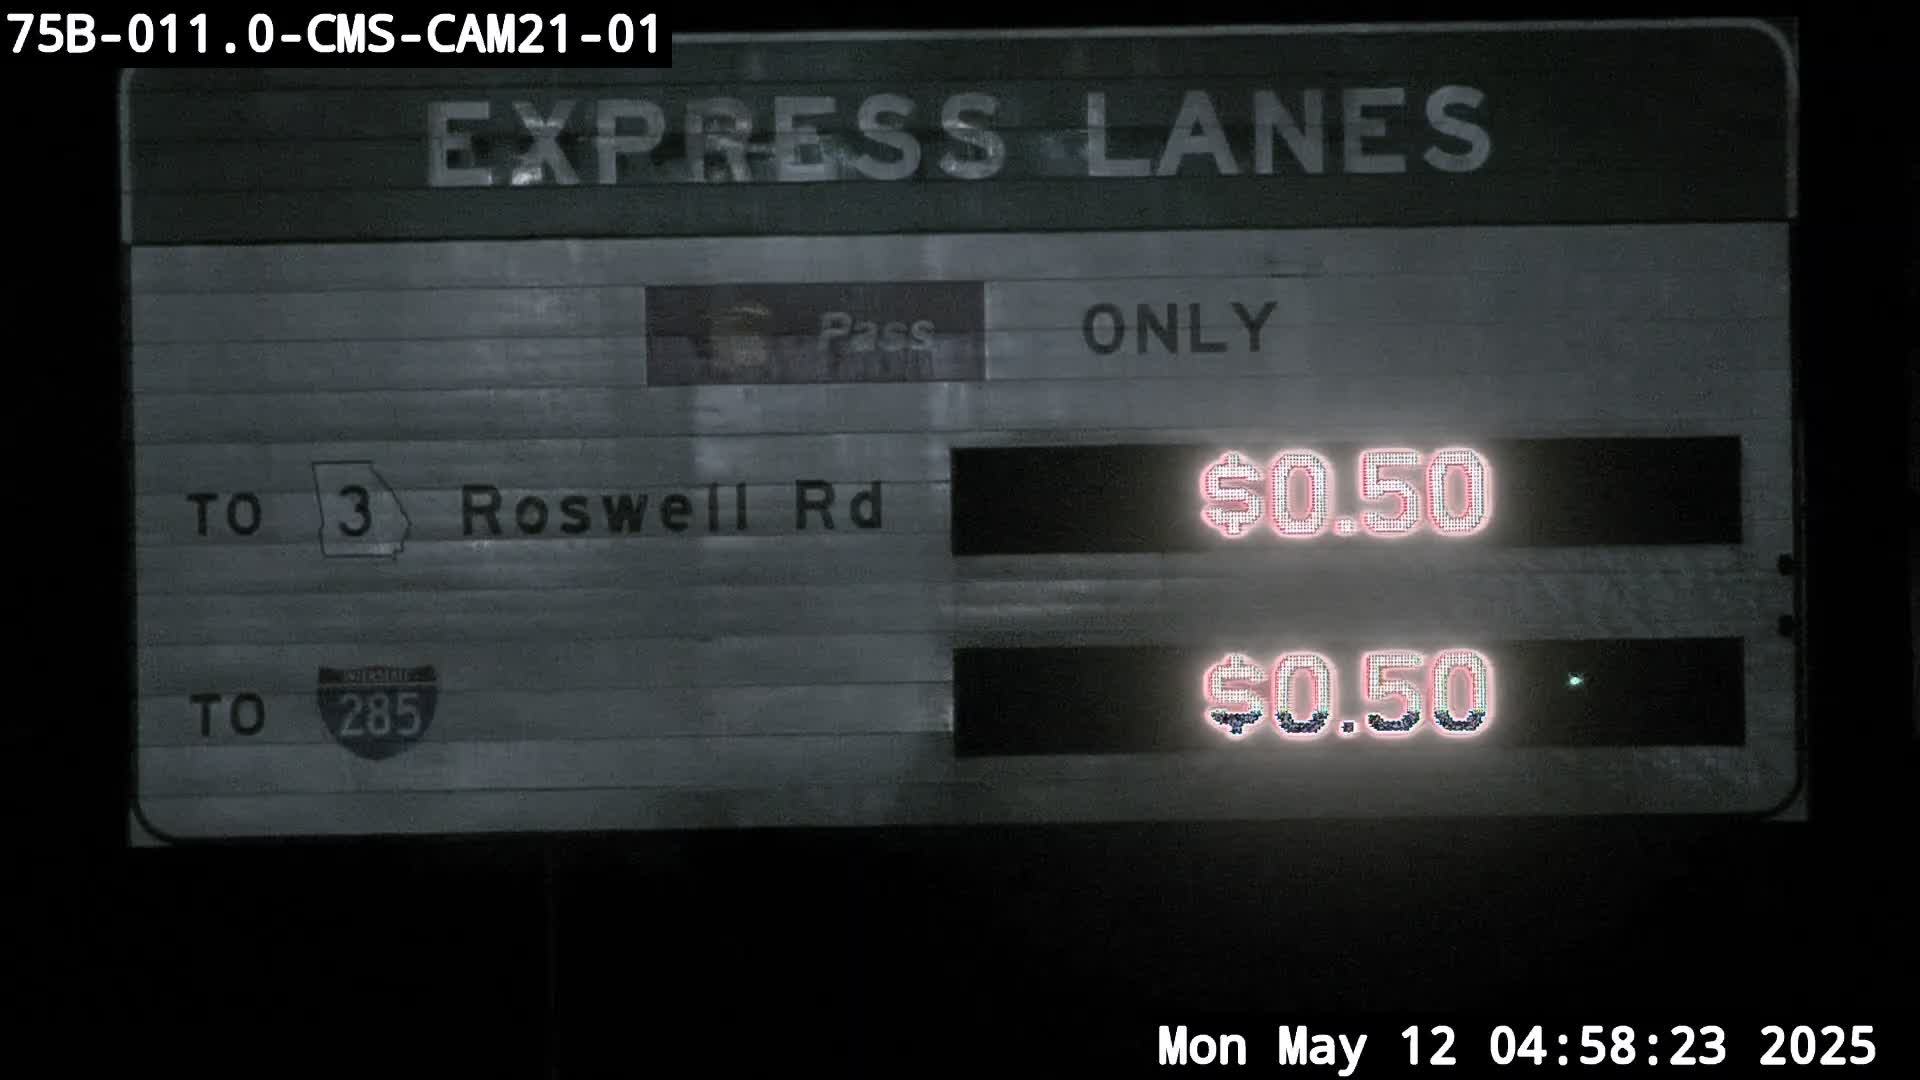 75B-011.0-CMS-CAM21-01
EXPRESS LANES
Pass ONLY
TO 3 Roswell Rd $0.50
INTERSTATE
TO 285 $0.50
Mon May 12 04:58:23 2025